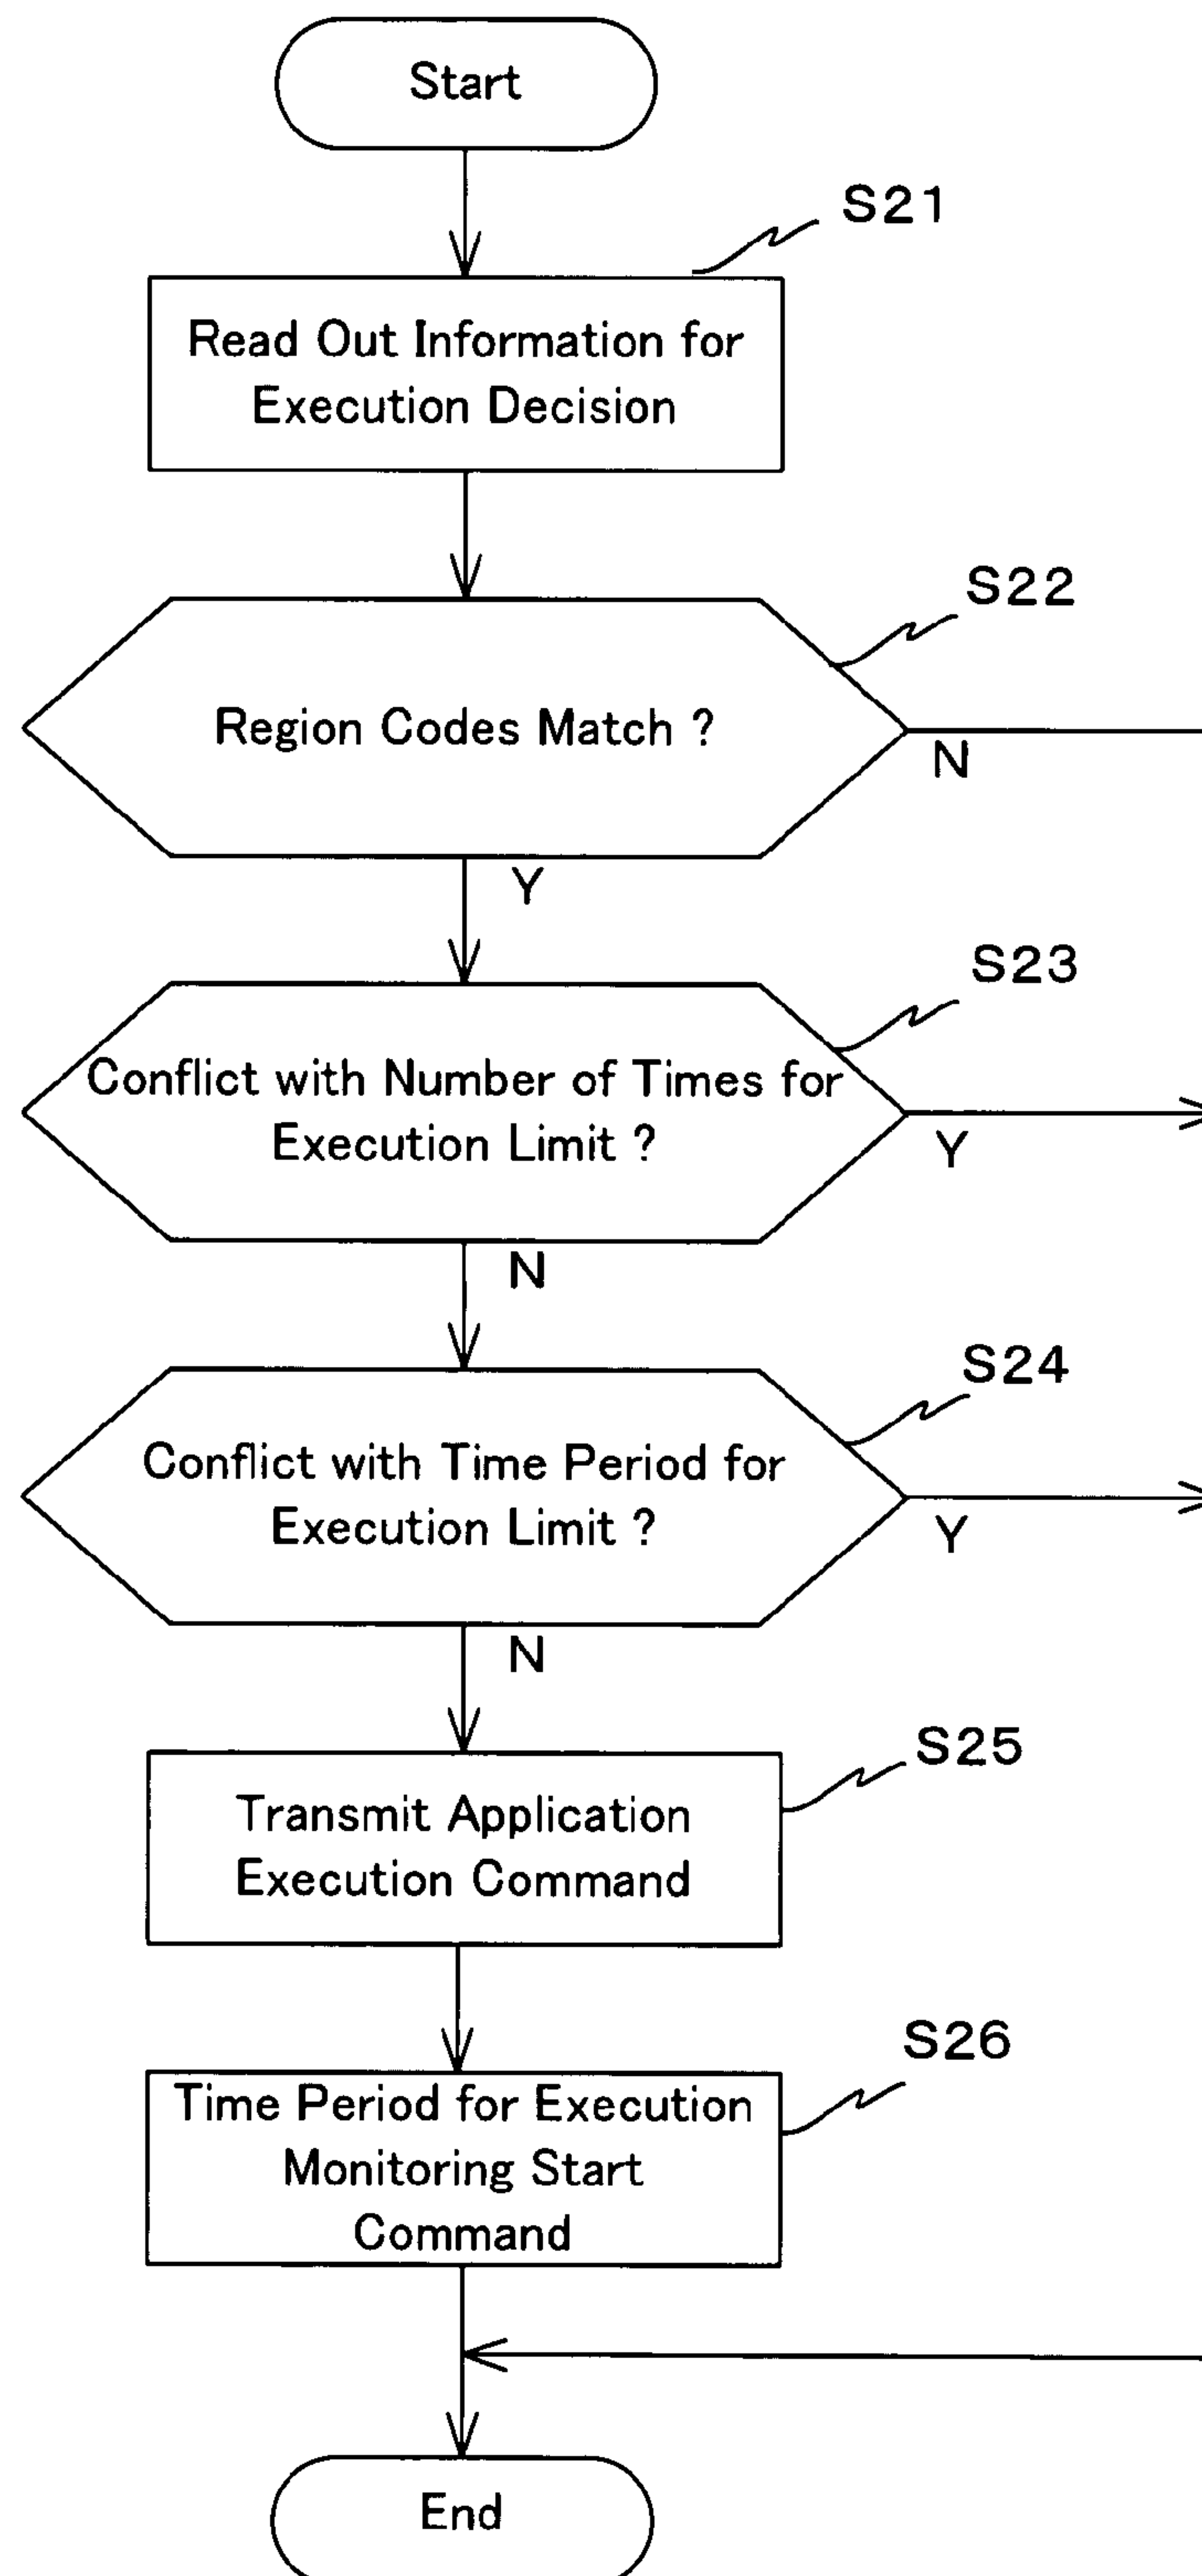 Start
S21
Read Out Information for
Execution Decision
S22
Region Codes Match ?
N
Y
S23
Conflict with Number of Times for
Execution Limit ?
Y
N
S24
Conflict with Time Period for
Execution Limit ?
Y
N
S25
Transmit Application
Execution Command
S26
Time Period for Execution
Monitoring Start
Command
End